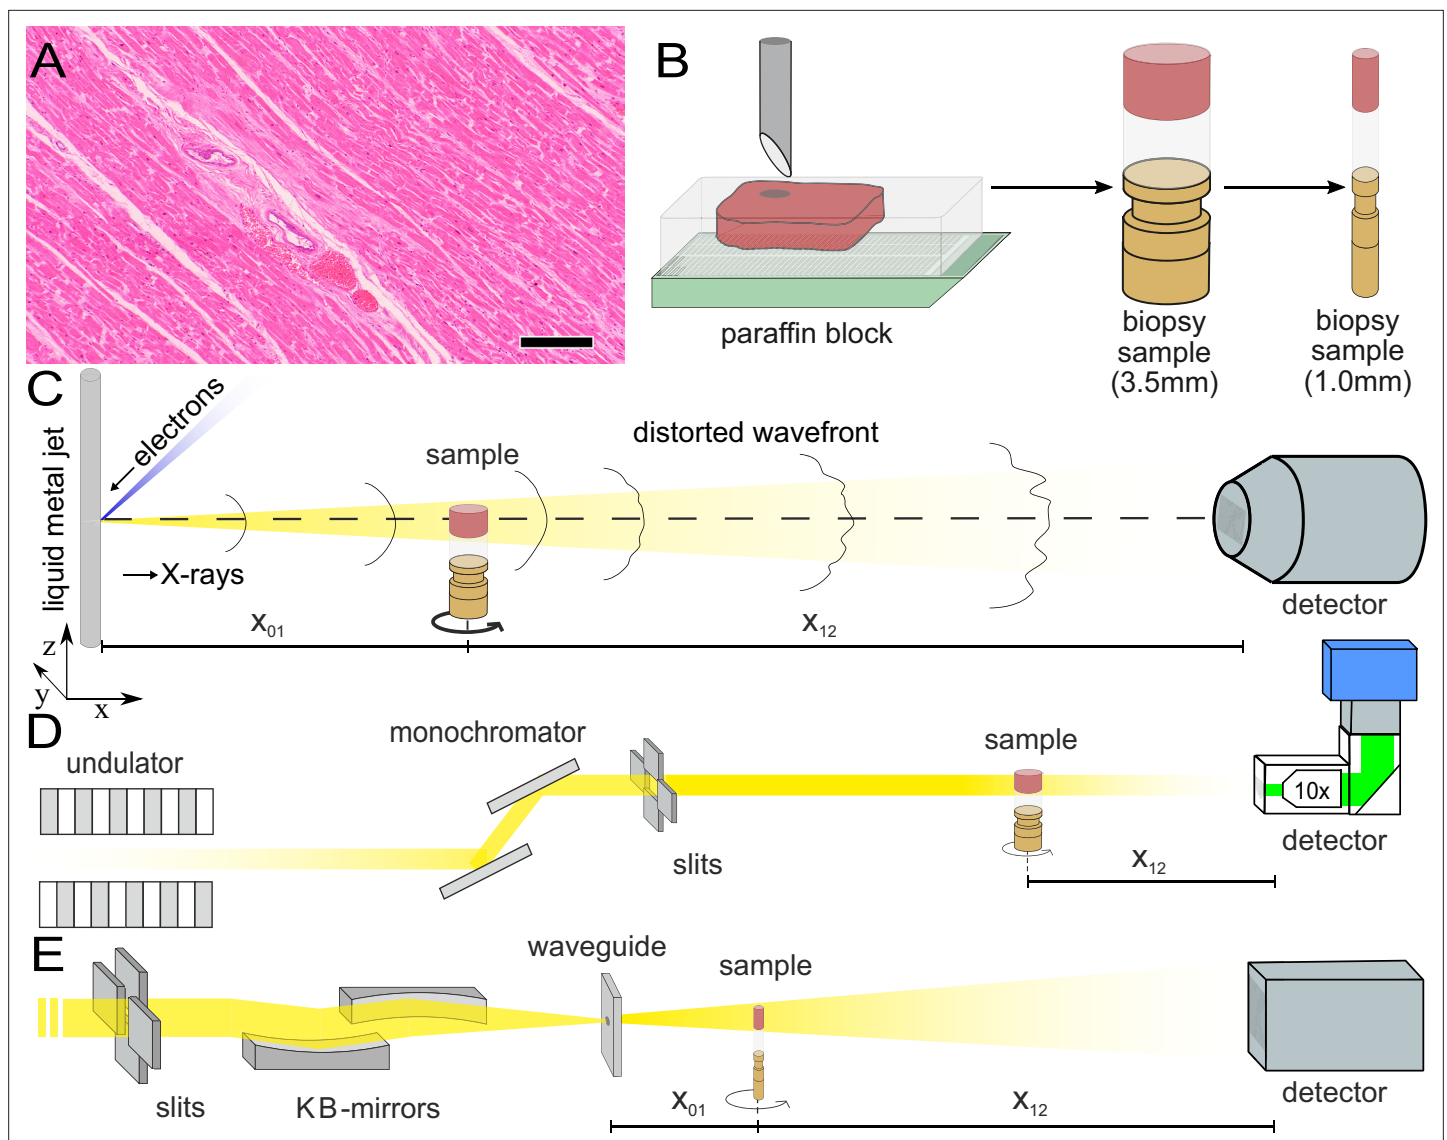 A
B
paraffin block
biopsy
sample
(3.5mm)
biopsy
sample
(1.0mm)
C
liquid metal jet
electrons
sample
distorted wavefront
X-rays
detector
x01
x12
z
y
x
D
undulator
monochromator
slits
sample
10x
detector
x12
E
slits
KB-mirrors
waveguide
sample
detector
x01
x12